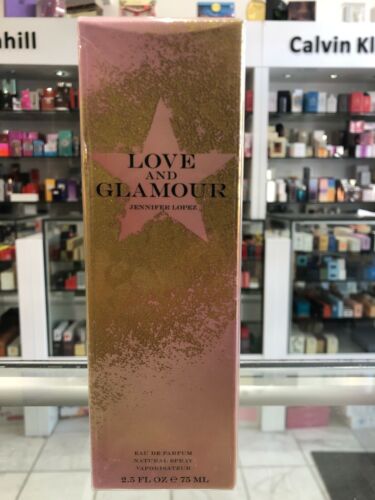 hill
Calvin Kl
LOVE
AND
GLAMOUR
JENNIFER LOPEZ
EAU DE PARFUM
NATURAL SPRAY
VAPORISATEUR
2.5 FL OZ e 75 ML